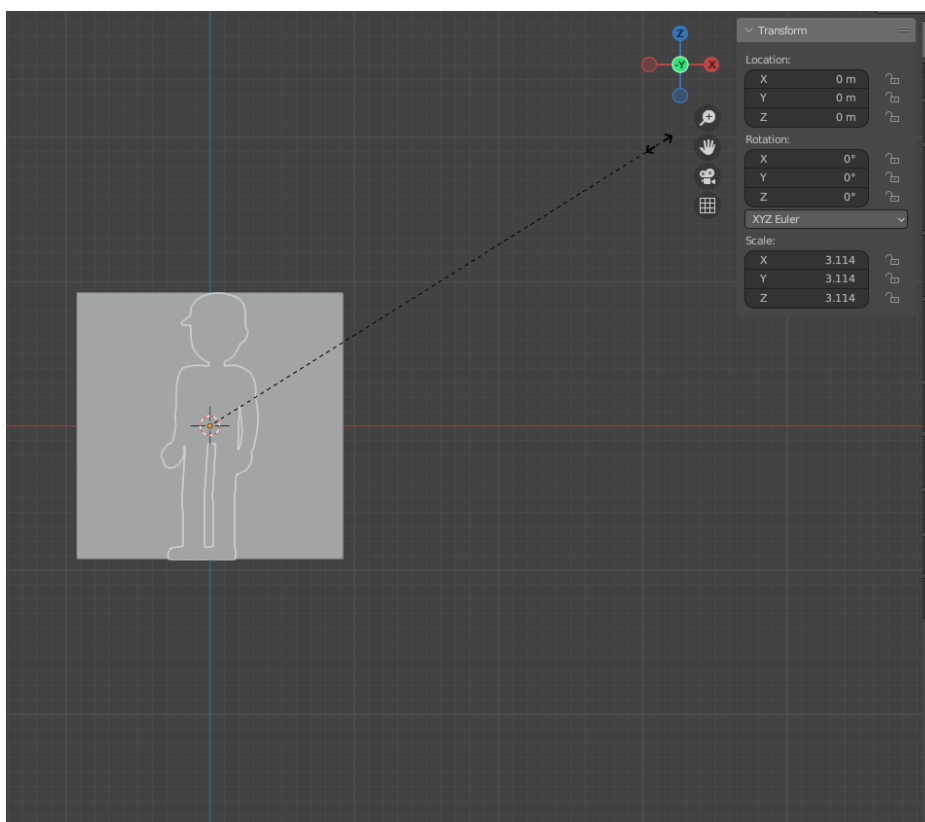 Z
-Y
X
Transform
Location:
X 0 m
Y 0 m
Z 0 m
Rotation:
X 0°
Y 0°
Z 0°
XYZ Euler
Scale:
X 3.114
Y 3.114
Z 3.114